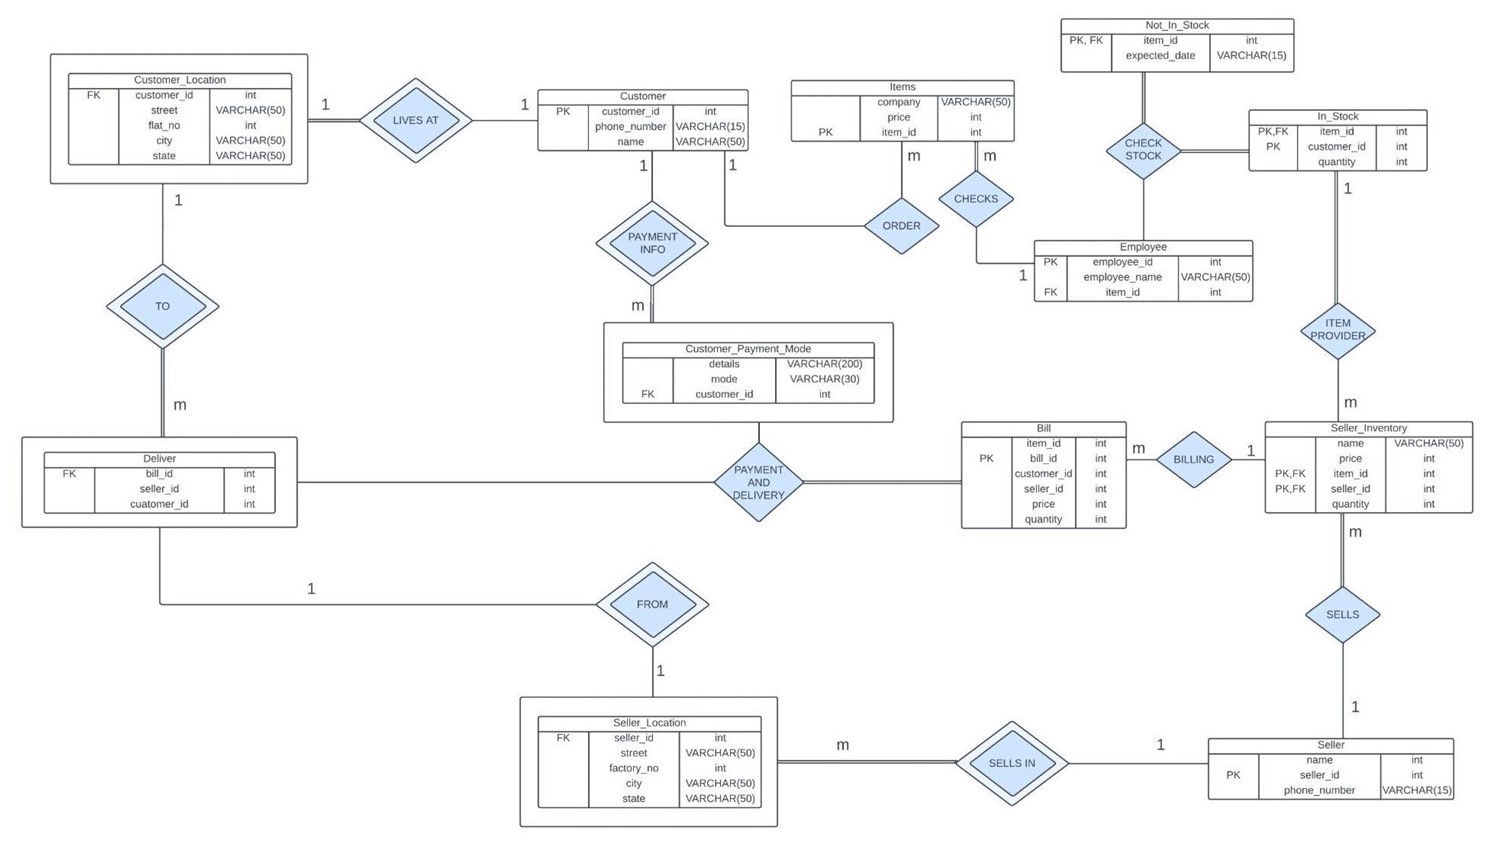 Not_In_Stock
PK, FK item_id int
expected_date VARCHAR(15)
Customer_Location
FK customer_id int
street VARCHAR(50)
flat_no int
city VARCHAR(50)
state VARCHAR(50)
1
LIVES AT
1
Customer
PK customer_id int
phone_number VARCHAR(15)
name VARCHAR(50)
Items
company VARCHAR(50)
price int
PK item_id int
CHECK
STOCK
In_Stock
PK,FK item_id int
PK customer_id int
quantity int
1
1
1
m
m
1
CHECKS
ORDER
PAYMENT
INFO
Employee
PK employee_id int
employee_name VARCHAR(50)
FK item_id int
1
TO
m
ITEM
PROVIDER
Customer_Payment_Mode
details VARCHAR(200)
mode VARCHAR(30)
FK customer_id int
m
m
Deliver
FK bill_id int
seller_id int
cuatomer_id int
PAYMENT
AND
DELIVERY
Bill
item_id int
PK bill_id int
customer_id int
seller_id int
price int
quantity int
m
BILLING
1
Seller_Inventory
name VARCHAR(50)
price int
PK,FK item_id int
PK,FK seller_id int
quantity int
m
1
FROM
SELLS
1
1
Seller_Location
FK seller_id int
street VARCHAR(50)
factory_no int
city VARCHAR(50)
state VARCHAR(50)
m
SELLS IN
1
Seller
name int
PK seller_id int
phone_number VARCHAR(15)